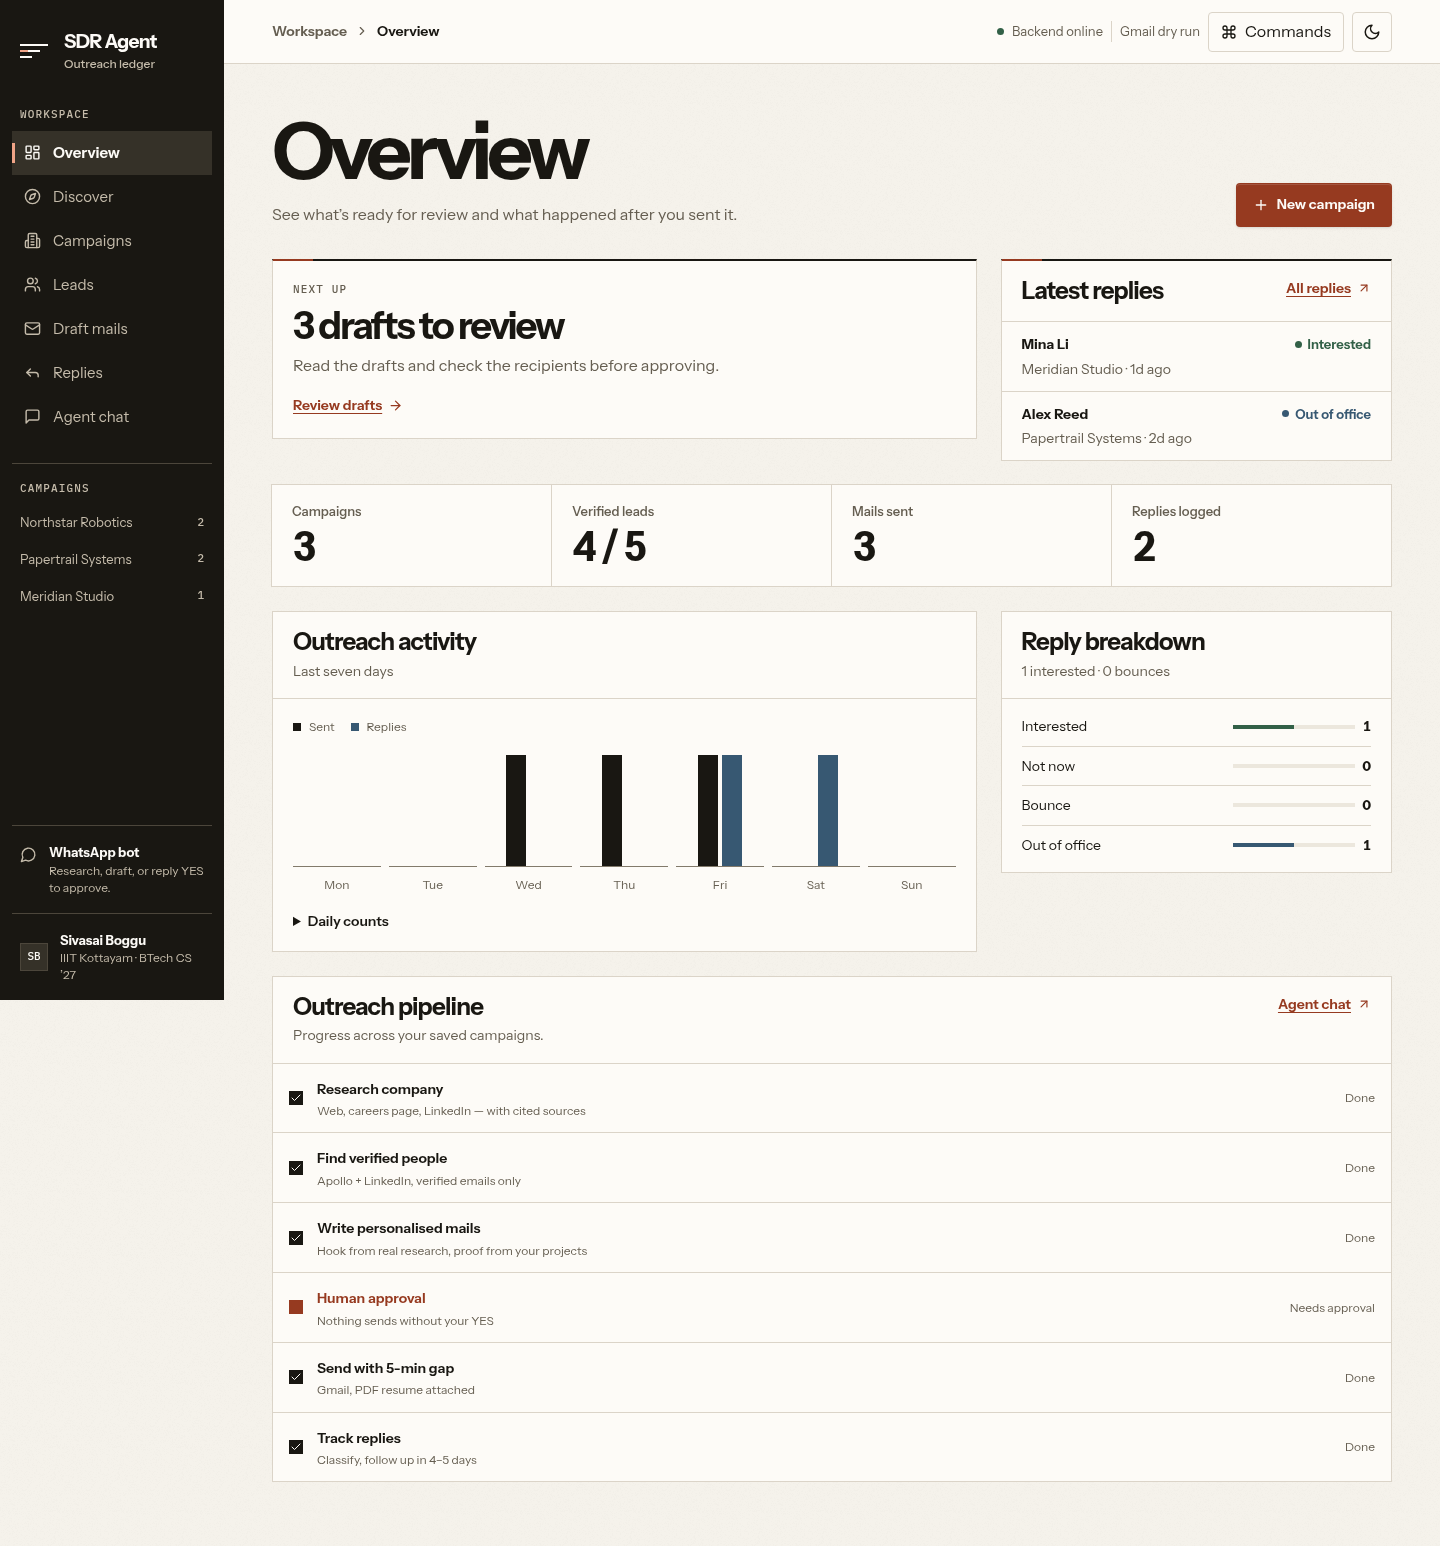 SDR Agent
Outreach ledger
WORKSPACE
Overview
Discover
Campaigns
Leads
Draft mails
Replies
Agent chat
CAMPAIGNS
Northstar Robotics 2
Papertrail Systems 2
Meridian Studio 1
WhatsApp bot
Research, draft, or reply YES
to approve.
SB
Sivasai Boggu
IIIT Kottayam · BTech CS
'27
Workspace > Overview
Backend online
Gmail dry run
⌘ Commands
Overview
See what's ready for review and what happened after you sent it.
+ New campaign
NEXT UP
3 drafts to review
Read the drafts and check the recipients before approving.
Review drafts →
Latest replies
All replies ↗
Mina Li
Interested
Meridian Studio · 1d ago
Alex Reed
Out of office
Papertrail Systems · 2d ago
Campaigns
3
Verified leads
4/5
Mails sent
3
Replies logged
2
Outreach activity
Last seven days
Sent
Replies
Mon Tue Wed Thu Fri Sat Sun
Daily counts
Reply breakdown
1 interested · 0 bounces
Interested 1
Not now 0
Bounce 0
Out of office 1
Outreach pipeline
Agent chat ↗
Progress across your saved campaigns.
Research company
Web, careers page, LinkedIn — with cited sources
Done
Find verified people
Apollo + LinkedIn, verified emails only
Done
Write personalised mails
Hook from real research, proof from your projects
Done
Human approval
Nothing sends without your YES
Needs approval
Send with 5-min gap
Gmail, PDF resume attached
Done
Track replies
Classify, follow up in 4–5 days
Done